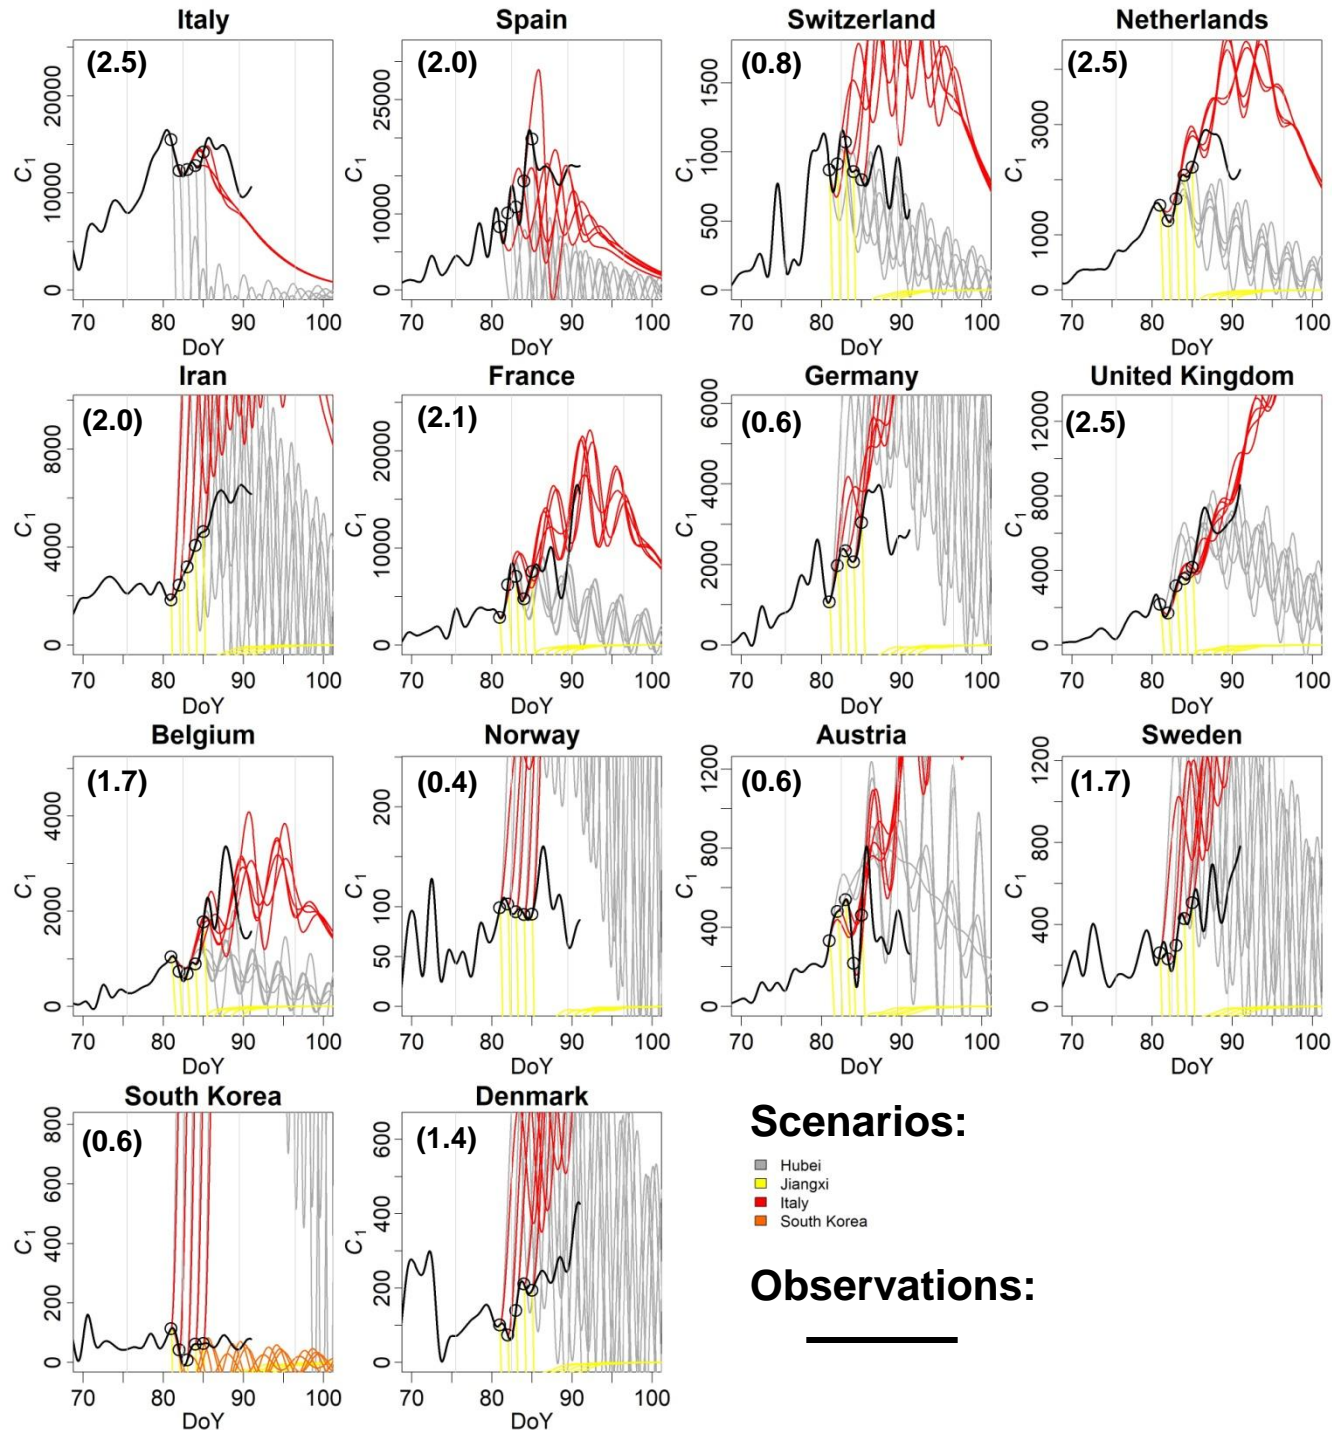 Italy
(2.5)
C1
0 10000 20000
70 80 90 100
DoY
Spain
(2.0)
C1
0 10000 25000
70 80 90 100
DoY
Switzerland
(0.8)
C1
0 500 1000 1500
70 80 90 100
DoY
Netherlands
(2.5)
C1
0 1000 3000
70 80 90 100
DoY
Iran
(2.0)
C1
0 4000 8000
70 80 90 100
DoY
France
(2.1)
C1
0 10000 20000
70 80 90 100
DoY
Germany
(0.6)
C1
0 2000 4000 6000
70 80 90 100
DoY
United Kingdom
(2.5)
C1
0 4000 8000 12000
70 80 90 100
DoY
Belgium
(1.7)
C1
0 2000 4000
70 80 90 100
DoY
Norway
(0.4)
C1
0 50 100 200
70 80 90 100
DoY
Austria
(0.6)
C1
0 400 800 1200
70 80 90 100
DoY
Sweden
(1.7)
C1
0 400 800 1200
70 80 90 100
DoY
South Korea
(0.6)
C1
0 200 400 600 800
70 80 90 100
DoY
Denmark
(1.4)
C1
0 200 400 600
70 80 90 100
DoY
Scenarios:
Hubei
Jiangxi
Italy
South Korea
Observations: